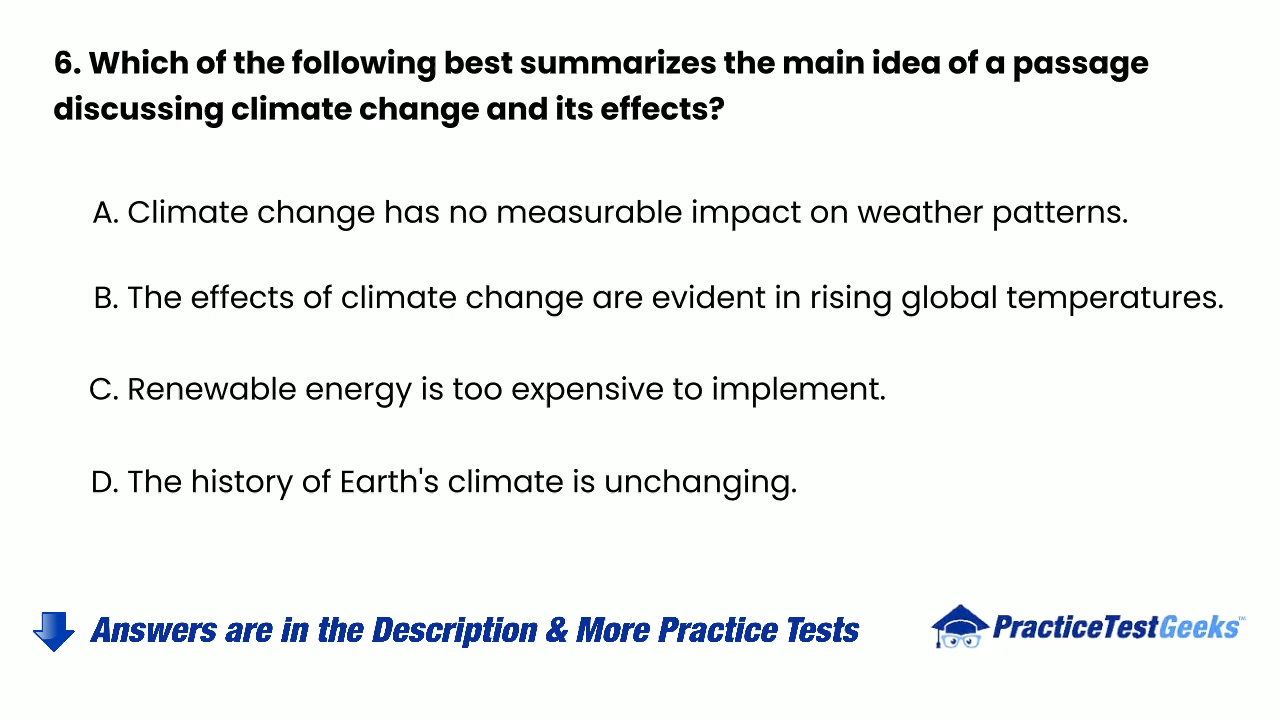 6. Which of the following best summarizes the main idea of a passage
discussing climate change and its effects?
A. Climate change has no measurable impact on weather patterns.
B. The effects of climate change are evident in rising global temperatures.
C. Renewable energy is too expensive to implement.
D. The history of Earth's climate is unchanging.
Answers are in the Description & More Practice Tests
PracticeTestGeeks™